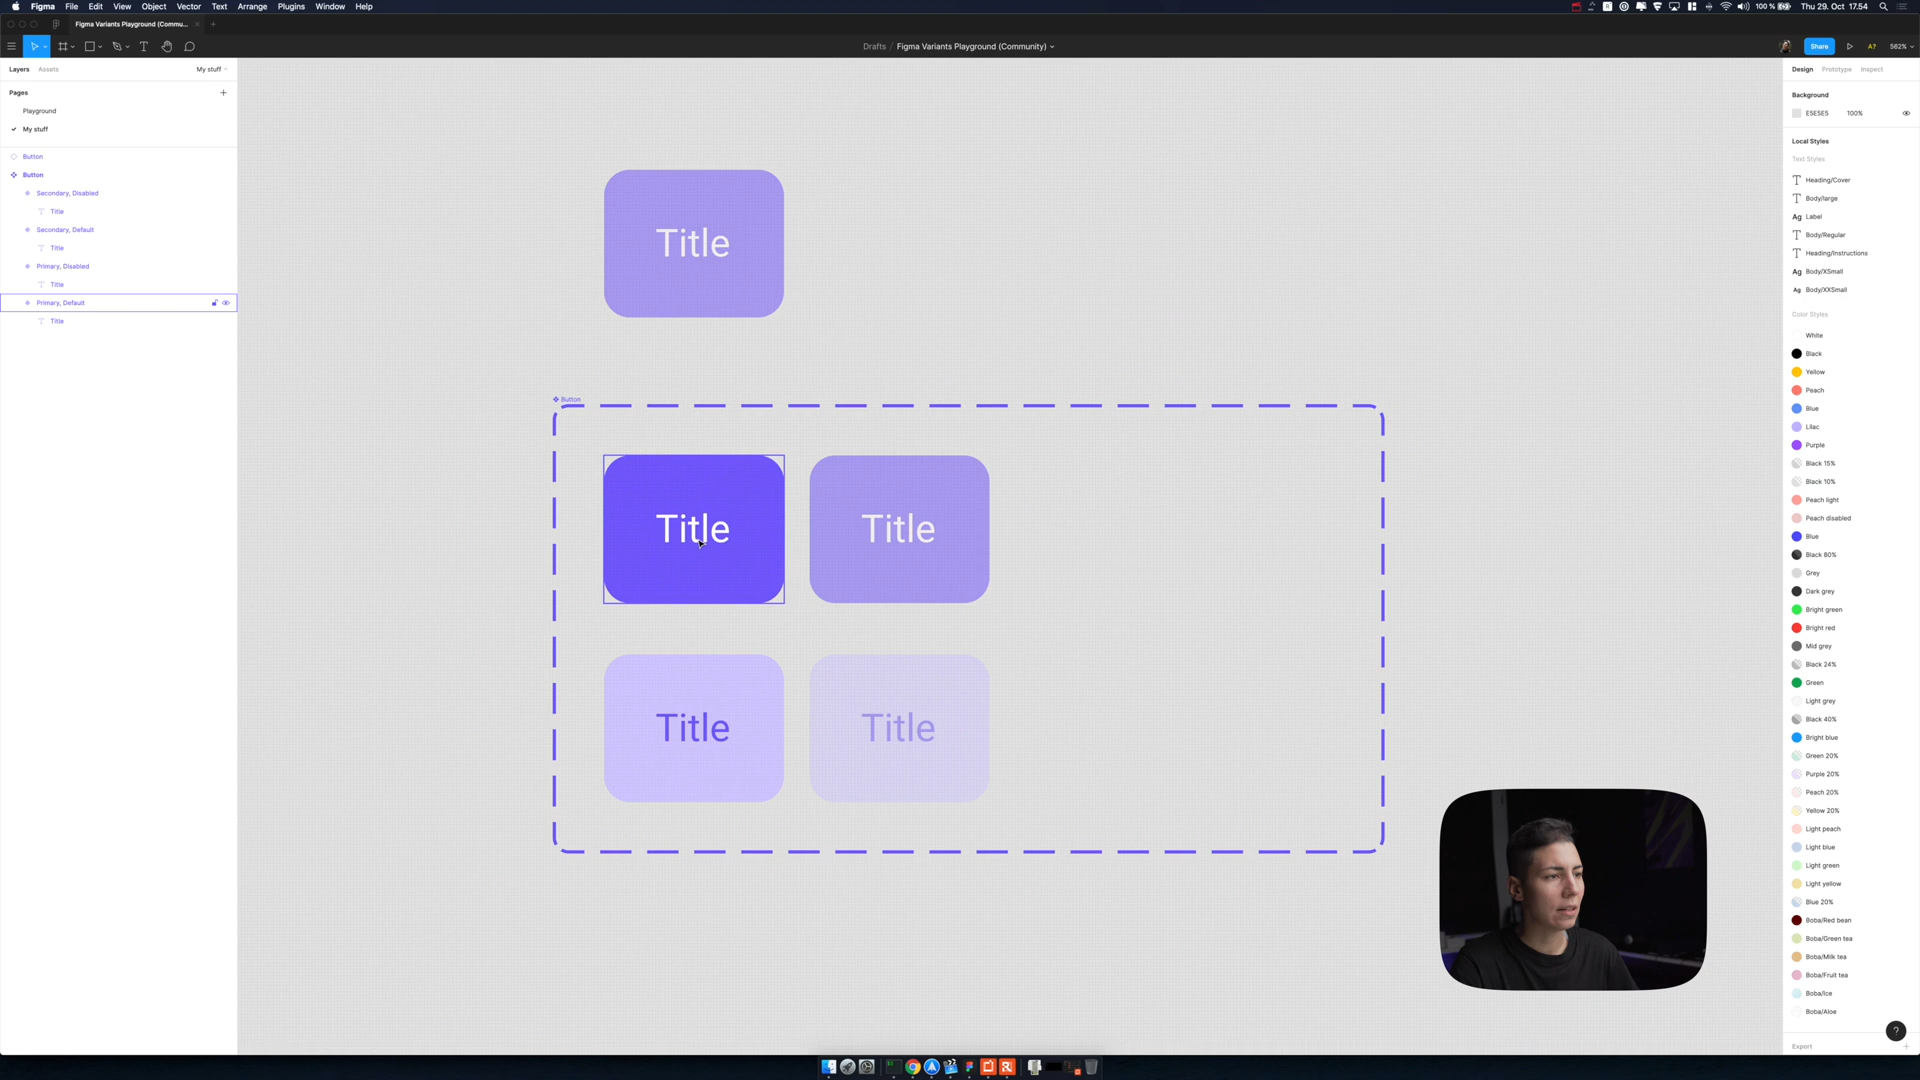 Figma File Edit View Object Vector Text Arrange Plugins Window Help
100 % Thu 29. Oct 17.54
Figma Variants Playground (Commu...
Drafts / Figma Variants Playground (Community)
Share A? 562%
Layers Assets My stuff
Pages
Playground
My stuff
Button
Button
Secondary, Disabled
Title
Secondary, Default
Title
Primary, Disabled
Title
Primary, Default
Title
Title
Button
Title Title
Title Title
Design Prototype Inspect
Background
E5E5E5 100%
Local Styles
Text Styles
Heading/Cover
Body/large
Ag Label
Body/Regular
Heading/Instructions
Ag Body/XSmall
Ag Body/XXSmall
Color Styles
White
Black
Yellow
Peach
Blue
Lilac
Purple
Black 15%
Black 10%
Peach light
Peach disabled
Blue
Black 80%
Grey
Dark grey
Bright green
Bright red
Mid grey
Black 24%
Green
Light grey
Black 40%
Bright blue
Green 20%
Purple 20%
Peach 20%
Yellow 20%
Light peach
Light blue
Light green
Light yellow
Blue 20%
Boba/Red bean
Boba/Green tea
Boba/Milk tea
Boba/Fruit tea
Boba/Ice
Boba/Aloe
?
Export